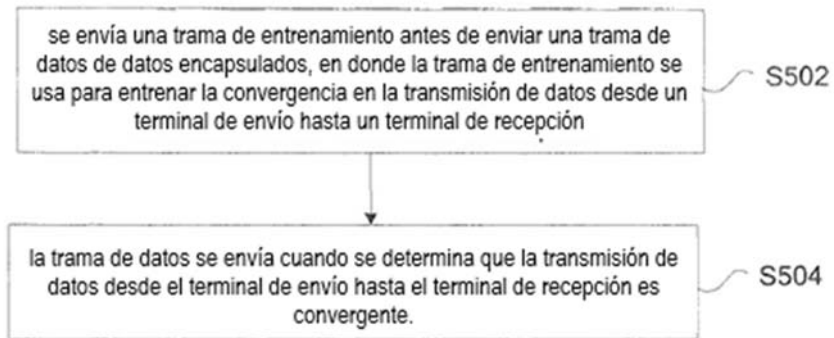 se envía una trama de entrenamiento antes de enviar una trama de
datos de datos encapsulados, en donde la trama de entrenamiento se
usa para entrenar la convergencia en la transmisión de datos desde un
terminal de envío hasta un terminal de recepción
S502
la trama de datos se envía cuando se determina que la transmisión de
datos desde el terminal de envío hasta el terminal de recepción es
convergente.
S504